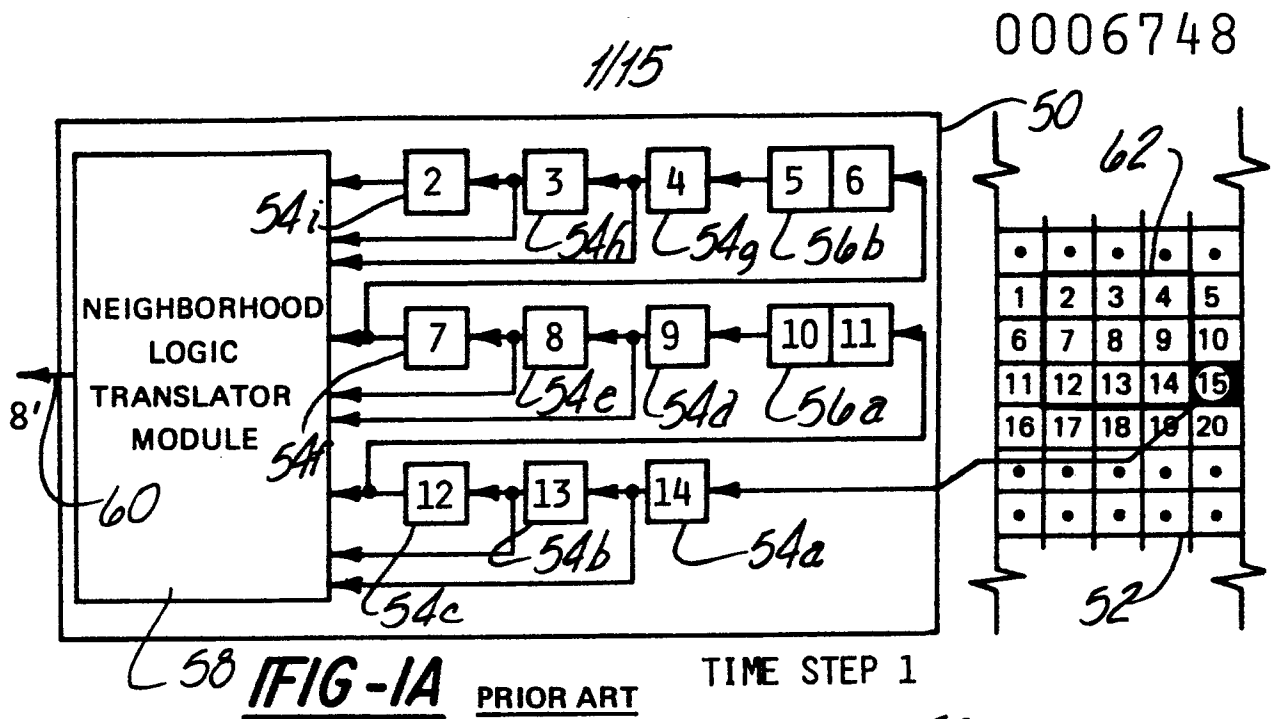 0006748
1/15
50
62
2 3 4 5 6
54i 54h 54g 56b
NEIGHBORHOOD
LOGIC
TRANSLATOR
MODULE
7 8 9 10 11
54f 54e 54d 56a
8'
60
12 13 14
54c 54b 54a
58
1 2 3 4 5
6 7 8 9 10
11 12 13 14 15
16 17 18 19 20
52
FIG-1A PRIOR ART
TIME STEP 1